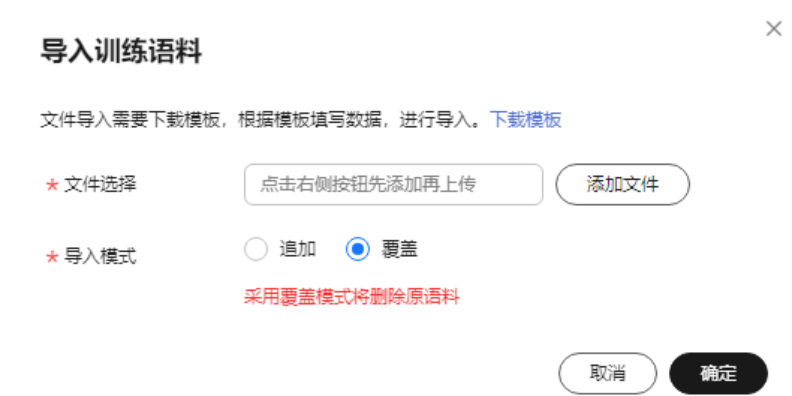 导入训练语料
文件导入需要下载模板，根据模板填写数据，进行导入。下载模板
* 文件选择 点击右侧按钮先添加再上传 添加文件
* 导入模式 追加 覆盖
采用覆盖模式将删除原语料
取消 确定